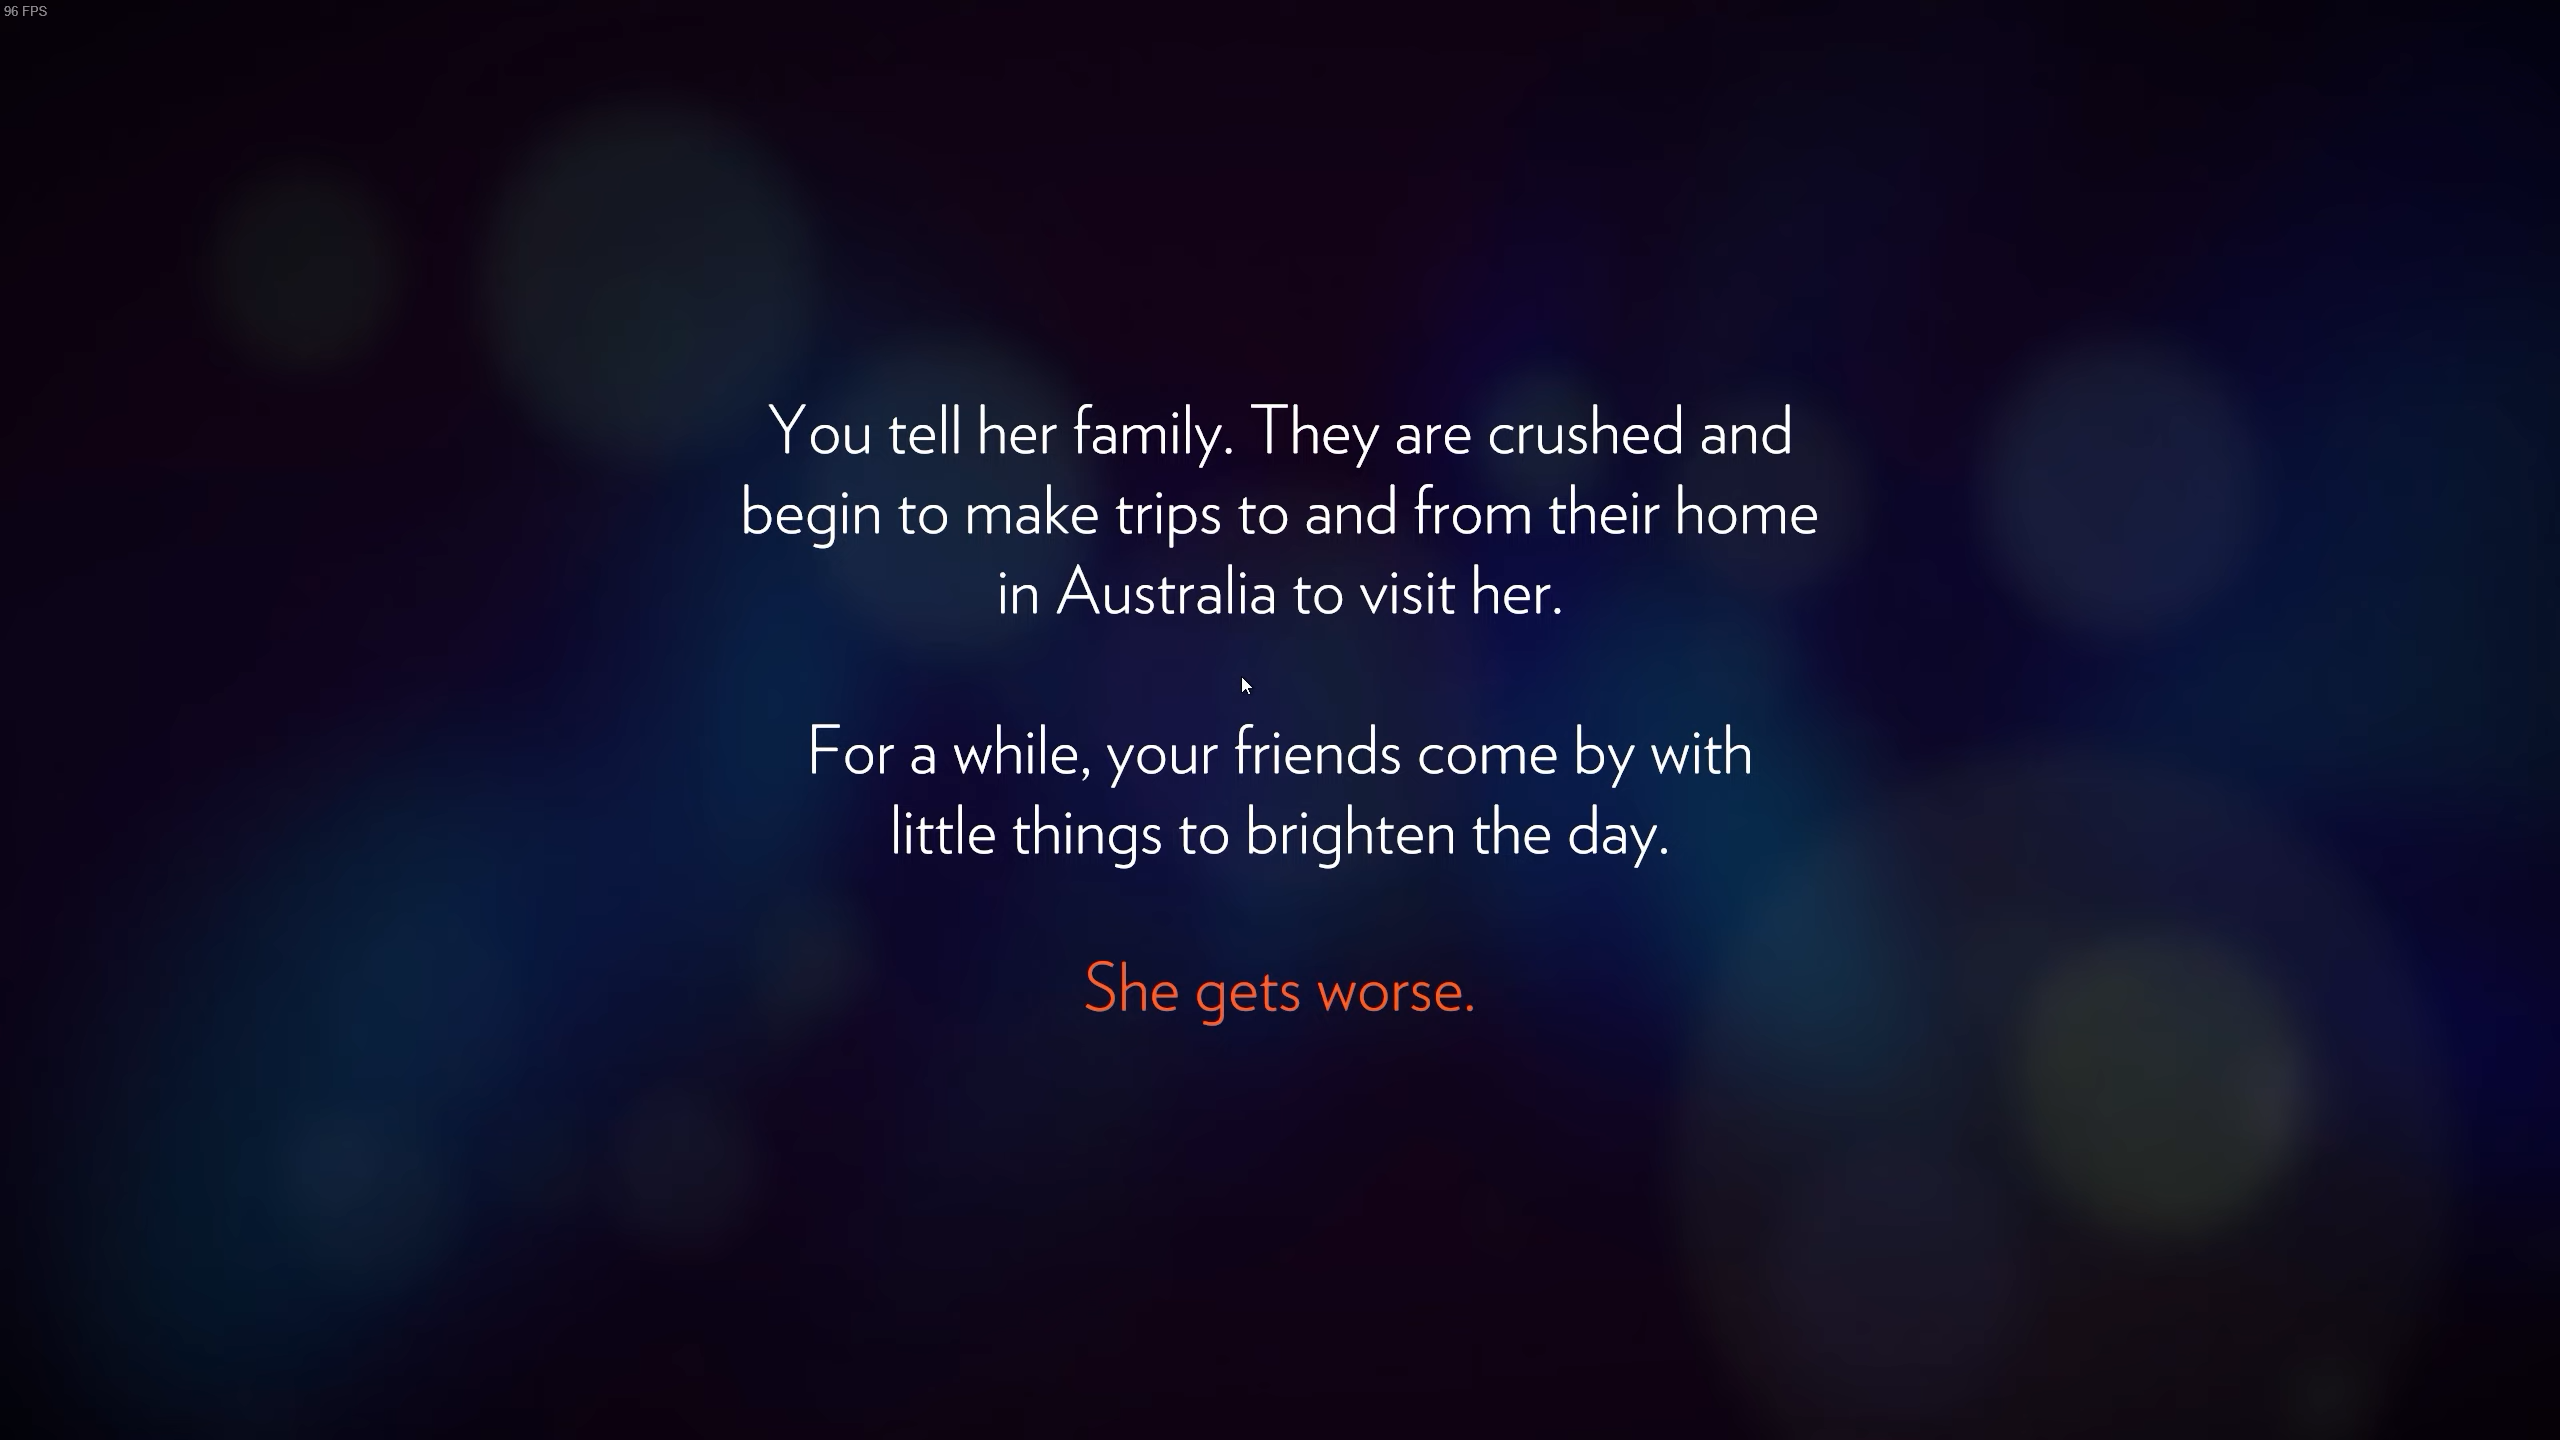 96 FPS
You tell her family. They are crushed and
begin to make trips to and from their home
in Australia to visit her.
For a while, your friends come by with
little things to brighten the day.
She gets worse.